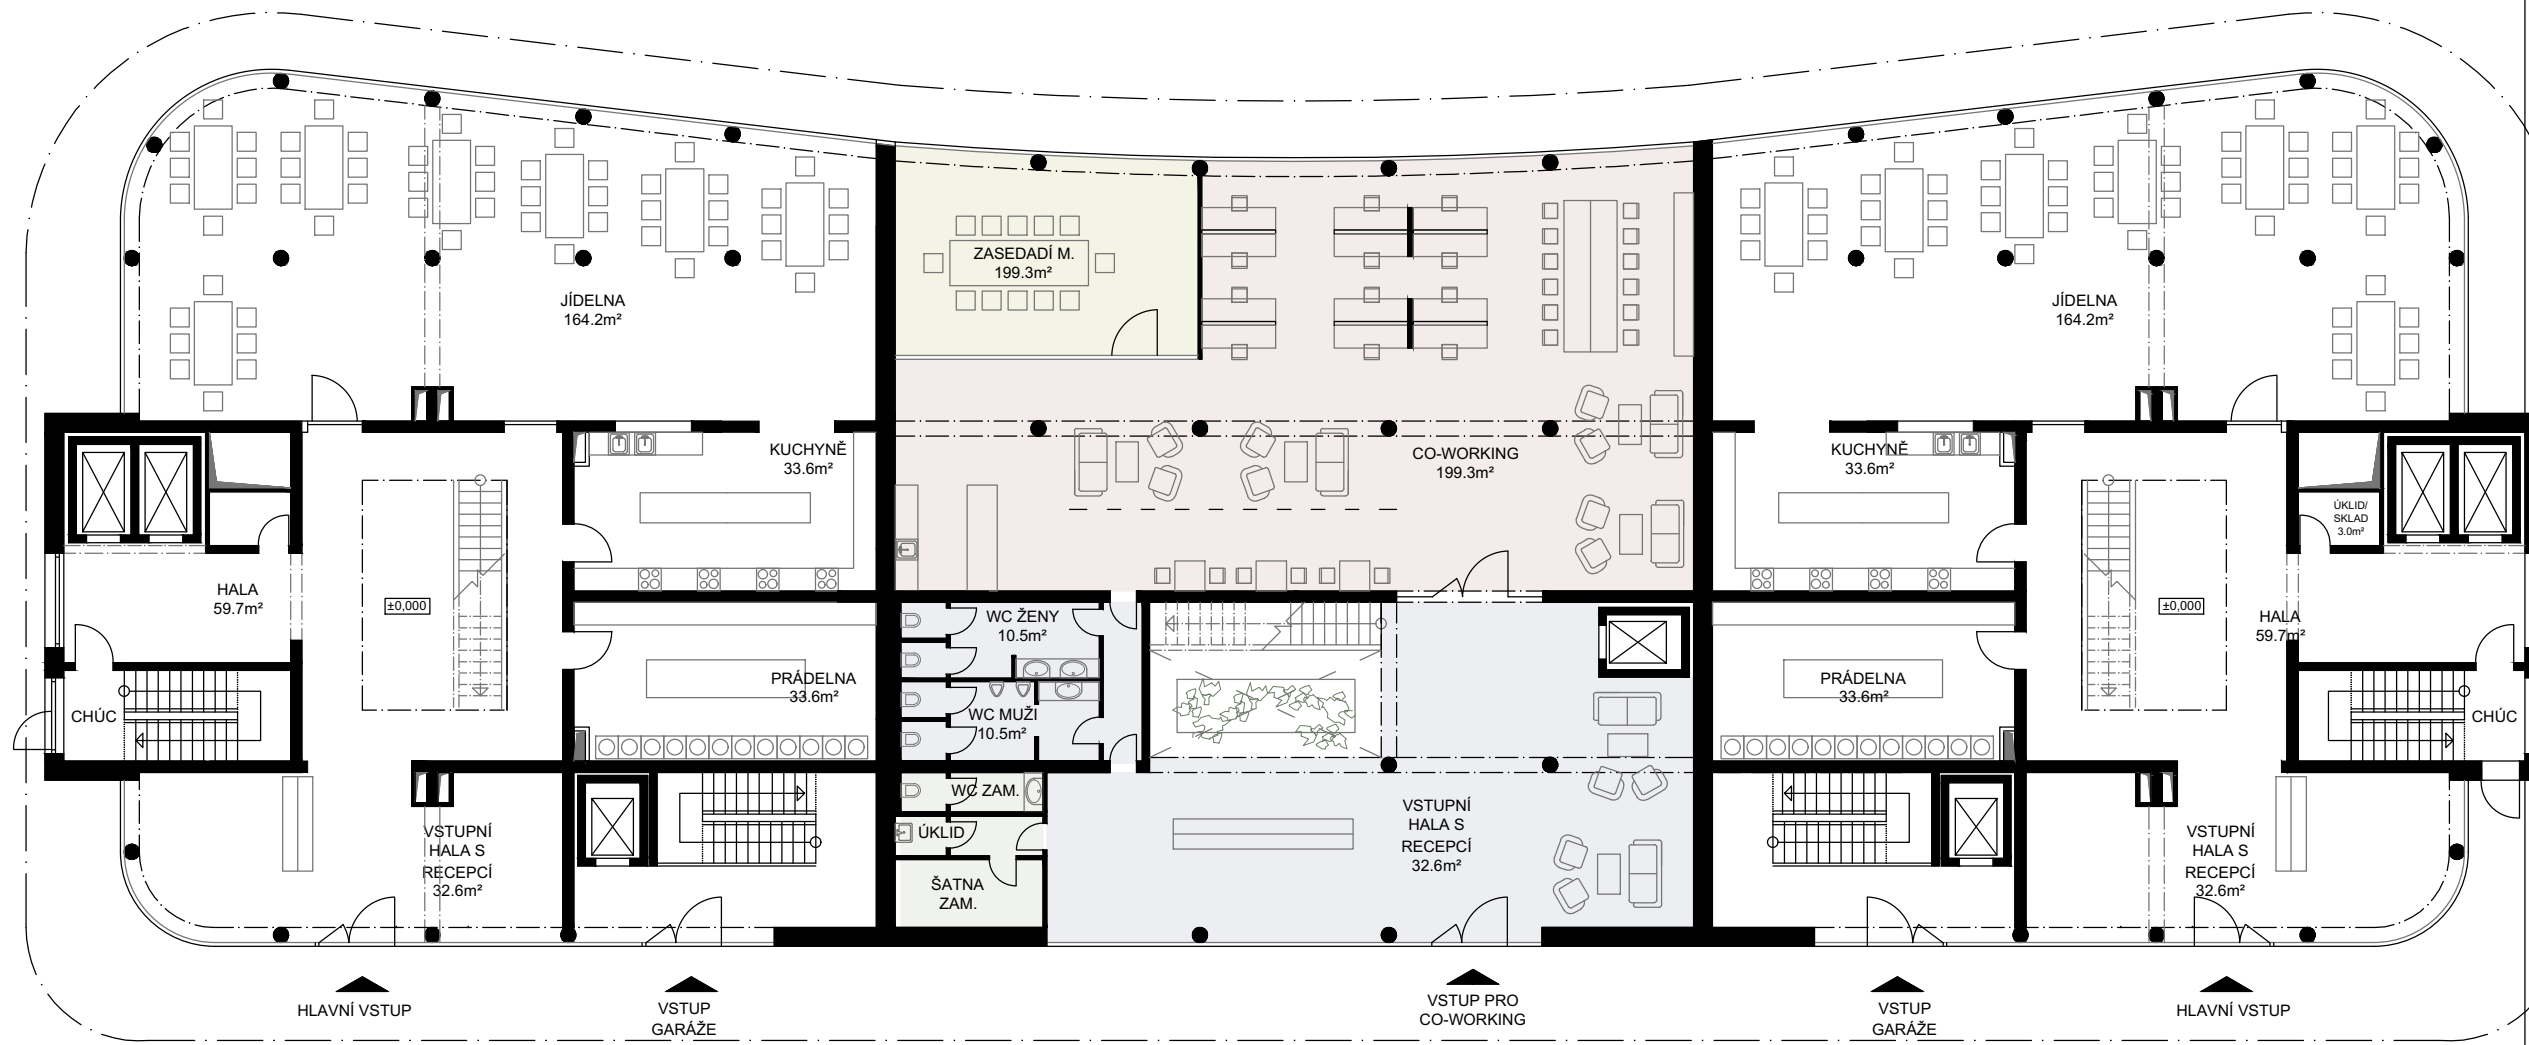 ZASEDADÍ M.
199.3m²
JÍDELNA
164.2m²
JÍDELNA
164.2m²
KUCHYNĚ
33.6m²
CO-WORKING
199.3m²
KUCHYNĚ
33.6m²
ÚKLID/
SKLAD
3.0m²
HALA
59.7m²
±0,000
WC ŽENY
10.5m²
±0,000
HALA
59.7m²
CHÚC
PRÁDELNA
33.6m²
WC MUŽI
10.5m²
PRÁDELNA
33.6m²
CHÚC
WC ZAM.
ÚKLID
ŠATNA
ZAM.
VSTUPNÍ
HALA S
RECEPCÍ
32.6m²
VSTUPNÍ
HALA S
RECEPCÍ
32.6m²
VSTUPNÍ
HALA S
RECEPCÍ
32.6m²
HLAVNÍ VSTUP
VSTUP
GARÁŽE
VSTUP PRO
CO-WORKING
VSTUP
GARÁŽE
HLAVNÍ VSTUP